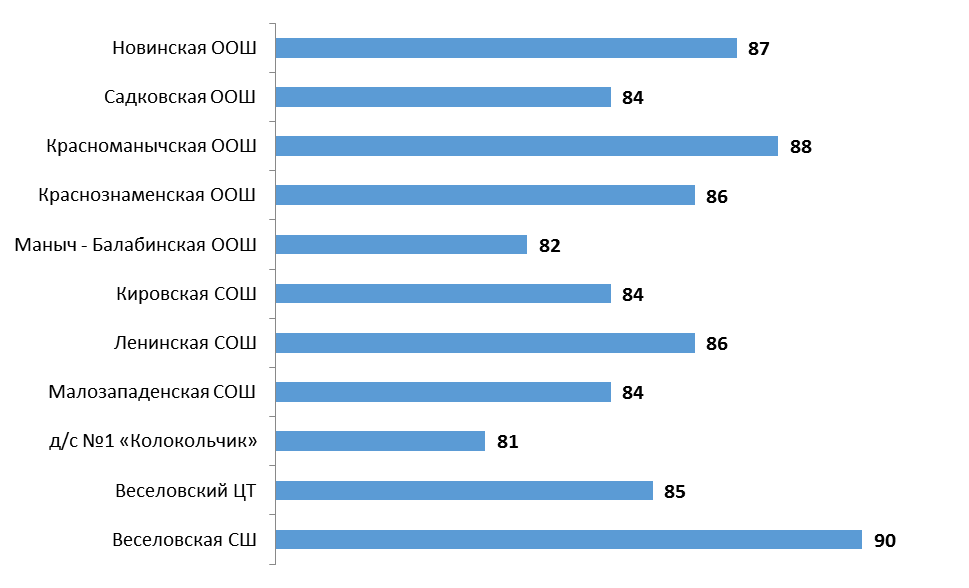 Новинская ООШ 87
Садковская ООШ 84
Красноманычская ООШ 88
Краснознаменская ООШ 86
Маныч - Балабинская ООШ 82
Кировская СОШ 84
Ленинская СОШ 86
Малозападенская СОШ 84
д/с №1 «Колокольчик» 81
Веселовский ЦТ 85
Веселовская СШ 90